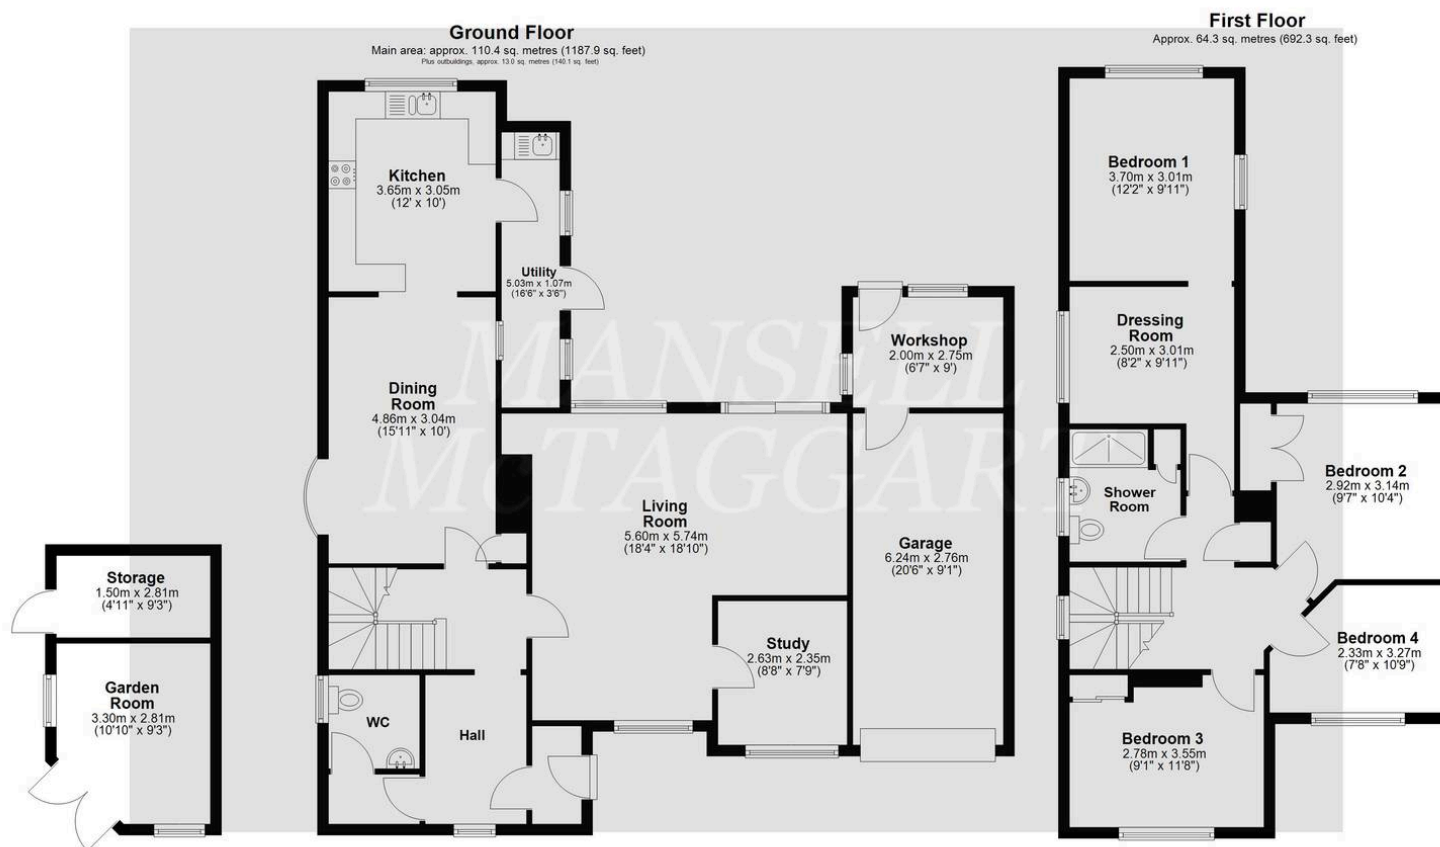 Ground Floor
Main area: approx. 110.4 sq. metres (1187.9 sq. feet)
Plus outbuildings, approx. 13.0 sq. metres (140.1 sq. feet)
First Floor
Approx. 64.3 sq. metres (692.3 sq. feet)
Kitchen
3.65m x 3.05m
(12' x 10')
Utility
5.03m x 1.07m
(16'6" x 3'6")
Dining
Room
4.86m x 3.04m
(15'11" x 10')
Workshop
2.00m x 2.75m
(6'7" x 9')
Living
Room
5.60m x 5.74m
(18'4" x 18'10")
Garage
6.24m x 2.76m
(20'6" x 9'1")
Study
2.63m x 2.35m
(8'8" x 7'9")
Storage
1.50m x 2.81m
(4'11" x 9'3")
Garden
Room
3.30m x 2.81m
(10'10" x 9'3")
WC
Hall
Bedroom 1
3.70m x 3.01m
(12'2" x 9'11")
Dressing
Room
2.50m x 3.01m
(8'2" x 9'11")
Bedroom 2
2.92m x 3.14m
(9'7" x 10'4")
Shower
Room
Bedroom 4
2.33m x 3.27m
(7'8" x 10'9")
Bedroom 3
2.78m x 3.55m
(9'1" x 11'8")
MANSELL
McTAGGART